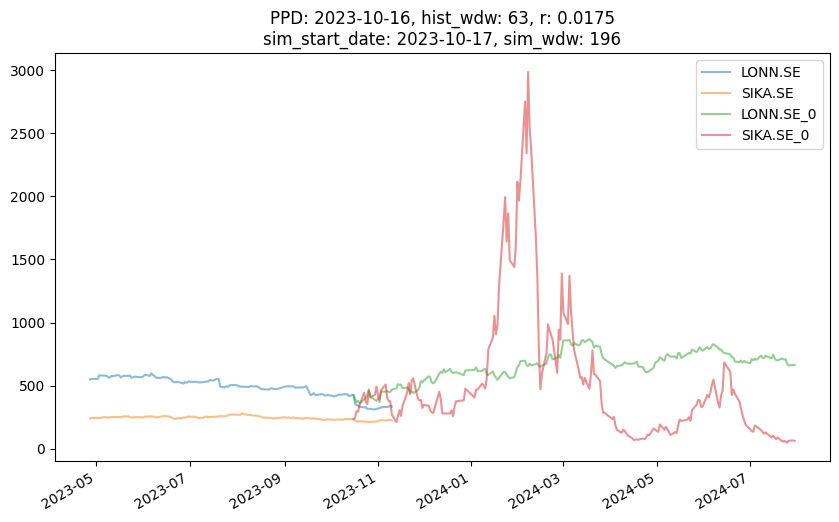 PPD: 2023-10-16, hist_wdw: 63, r: 0.0175
sim_start_date: 2023-10-17, sim_wdw: 196
LONN.SE
SIKA.SE
LONN.SE_0
SIKA.SE_0
3000
2500
2000
1500
1000
500
0
2023-05
2023-07
2023-09
2023-11
2024-01
2024-03
2024-05
2024-07